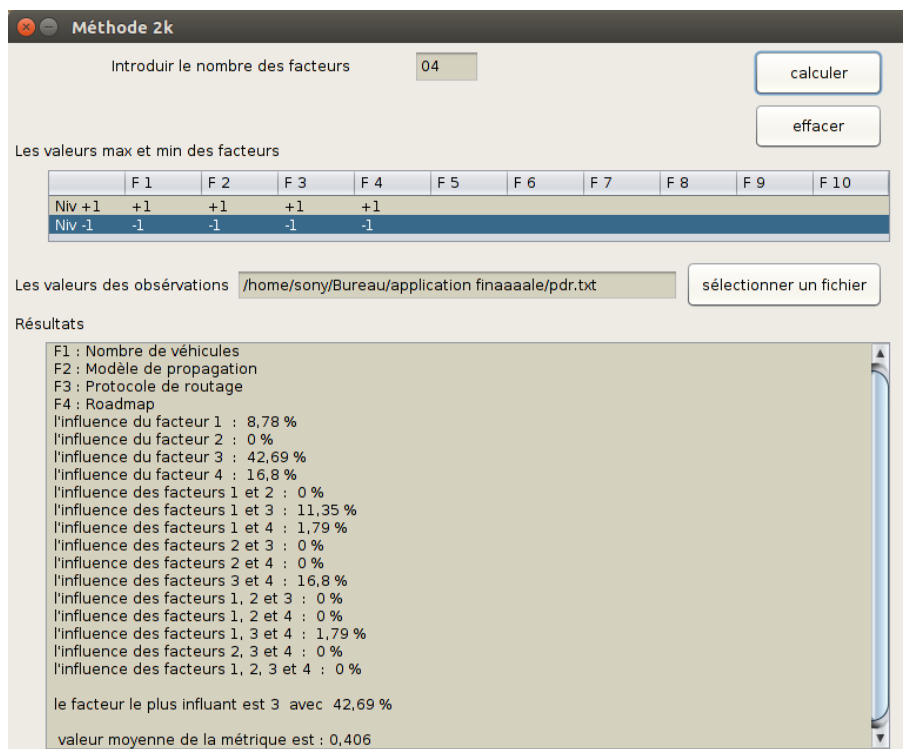 Méthode 2k
Introduir le nombre des facteurs 04 calculer
effacer
Les valeurs max et min des facteurs
F 1 F 2 F 3 F 4 F 5 F 6 F 7 F 8 F 9 F 10
Niv +1 +1 +1 +1 +1
Niv -1 -1 -1 -1 -1
Les valeurs des obsérvations /home/sony/Bureau/application finaaaale/pdr.txt sélectionner un fichier
Résultats
F1 : Nombre de véhicules
F2 : Modèle de propagation
F3 : Protocole de routage
F4 : Roadmap
l'influence du facteur 1 : 8,78 %
l'influence du facteur 2 : 0 %
l'influence du facteur 3 : 42,69 %
l'influence du facteur 4 : 16,8 %
l'influence des facteurs 1 et 2 : 0 %
l'influence des facteurs 1 et 3 : 11,35 %
l'influence des facteurs 1 et 4 : 1,79 %
l'influence des facteurs 2 et 3 : 0 %
l'influence des facteurs 2 et 4 : 0 %
l'influence des facteurs 3 et 4 : 16,8 %
l'influence des facteurs 1, 2 et 3 : 0 %
l'influence des facteurs 1, 2 et 4 : 0 %
l'influence des facteurs 1, 3 et 4 : 1,79 %
l'influence des facteurs 2, 3 et 4 : 0 %
l'influence des facteurs 1, 2, 3 et 4 : 0 %
le facteur le plus influant est 3 avec 42,69 %
valeur moyenne de la métrique est : 0,406